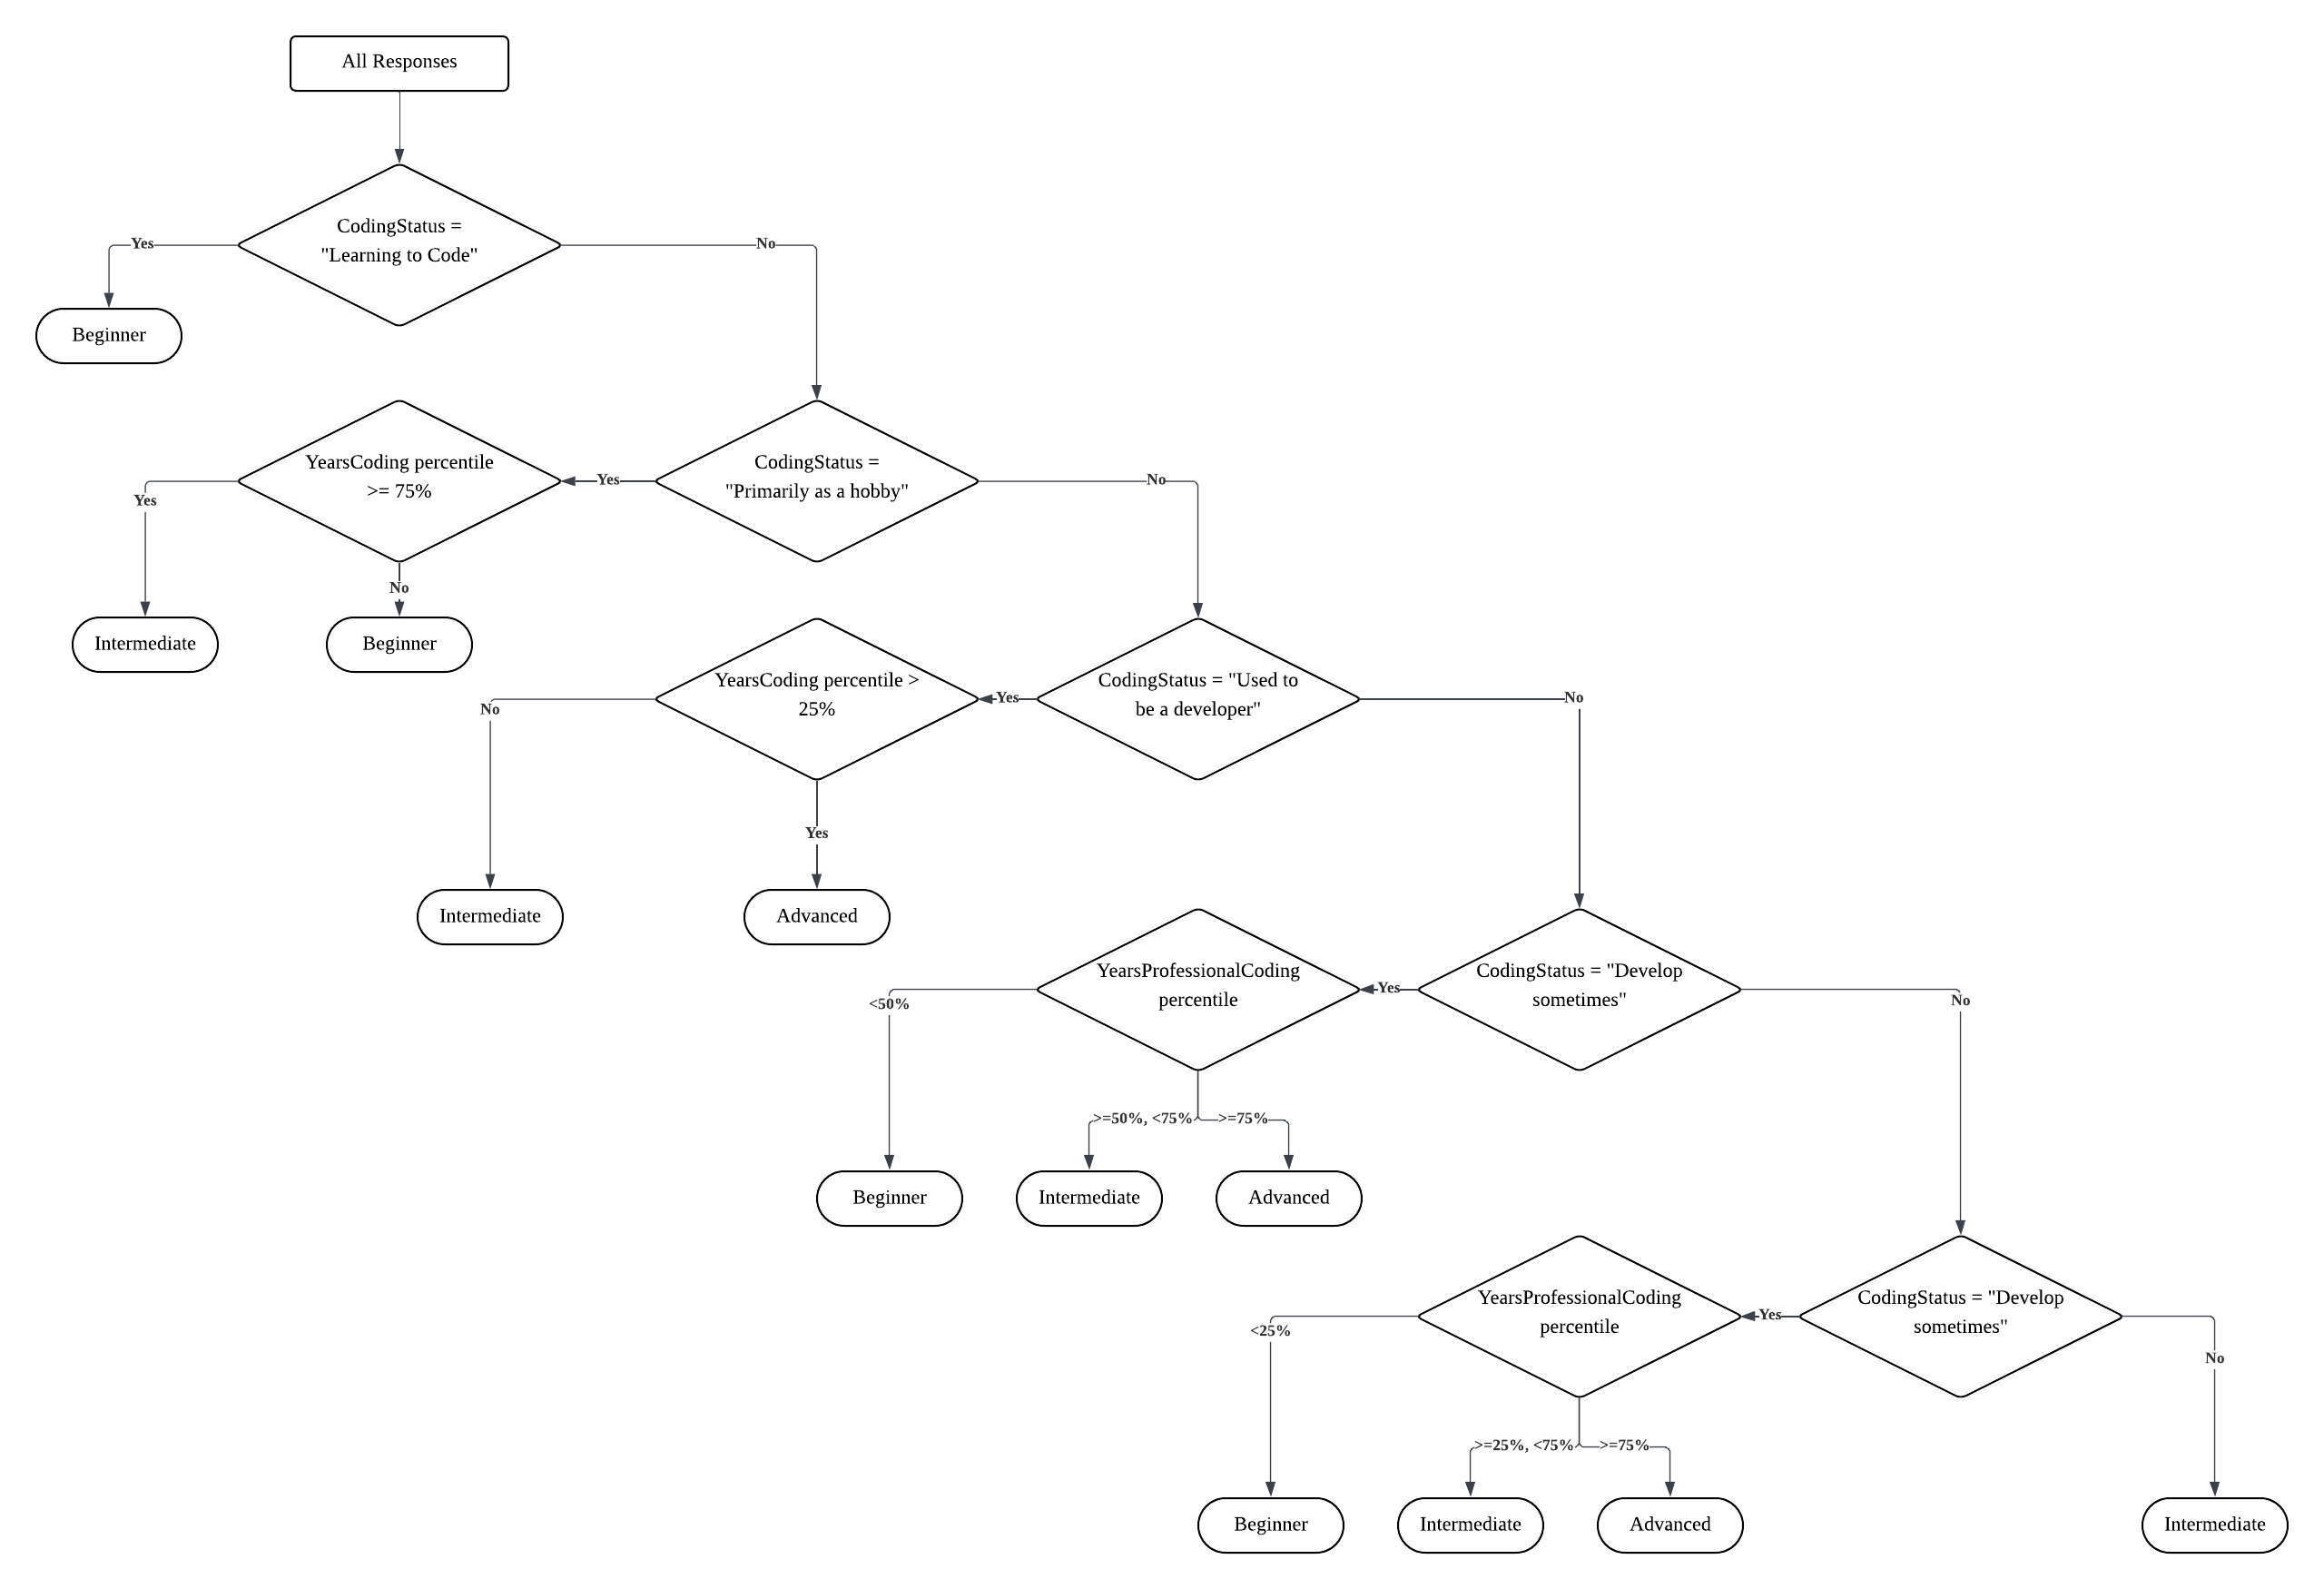 All Responses
CodingStatus =
"Learning to Code"
Yes
No
Beginner
YearsCoding percentile
>= 75%
CodingStatus =
"Primarily as a hobby"
Yes
Yes
No
No
Intermediate
Beginner
YearsCoding percentile >
25%
CodingStatus = "Used to
be a developer"
No
Yes
No
Yes
Intermediate
Advanced
YearsProfessionalCoding
percentile
CodingStatus = "Develop
sometimes"
<50%
Yes
No
>=50%, <75%
>=75%
Beginner
Intermediate
Advanced
YearsProfessionalCoding
percentile
CodingStatus = "Develop
sometimes"
<25%
Yes
No
>=25%, <75%
>=75%
Beginner
Intermediate
Advanced
Intermediate